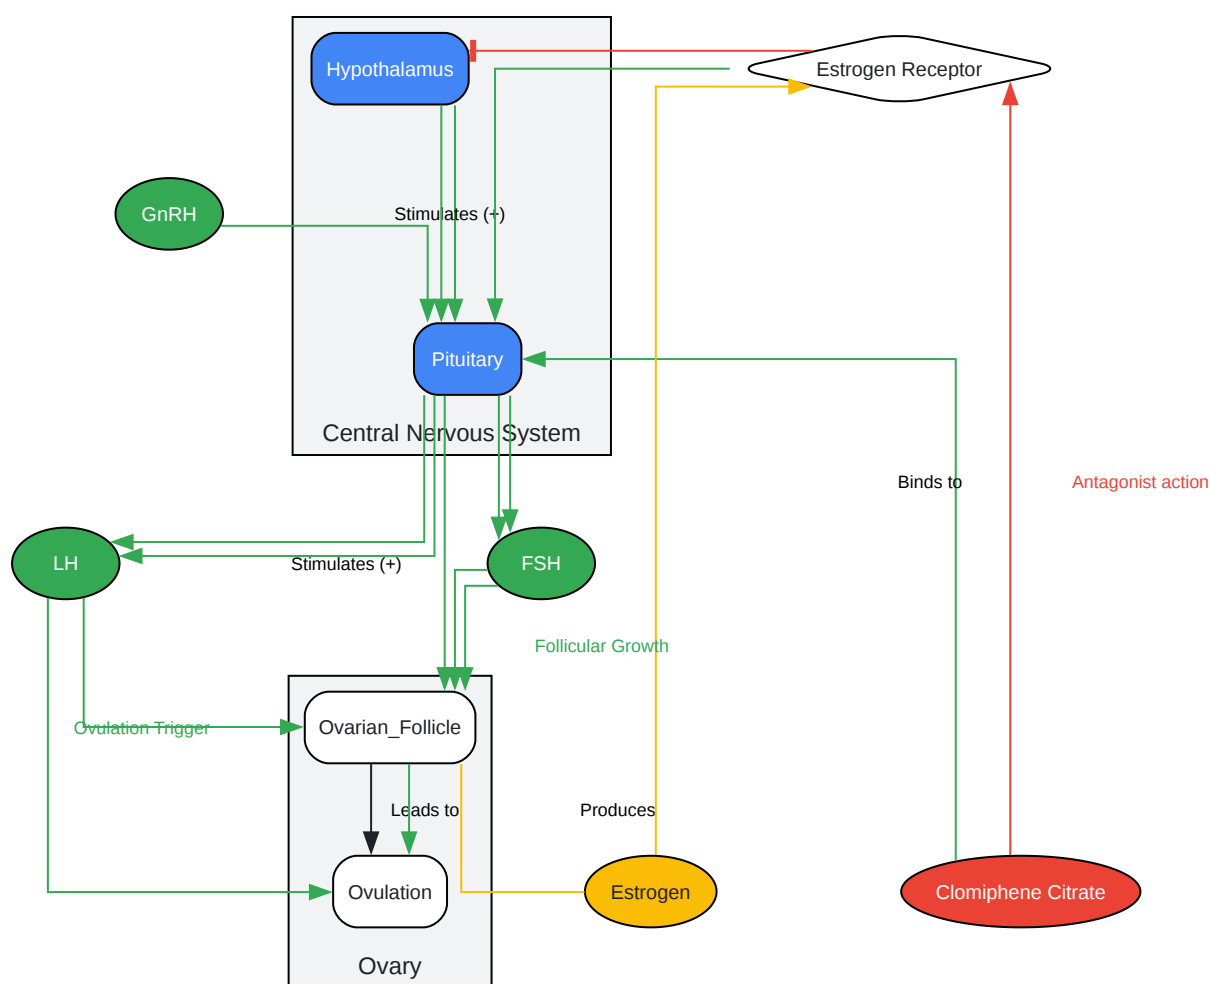 Hypothalamus
Estrogen Receptor
GnRH
Stimulates (+)
Pituitary
Central Nervous System
Binds to
Antagonist action
LH
Stimulates (+)
FSH
Follicular Growth
Ovarian_Follicle
Ovulation Trigger
Leads to
Produces
Ovulation
Estrogen
Clomiphene Citrate
Ovary